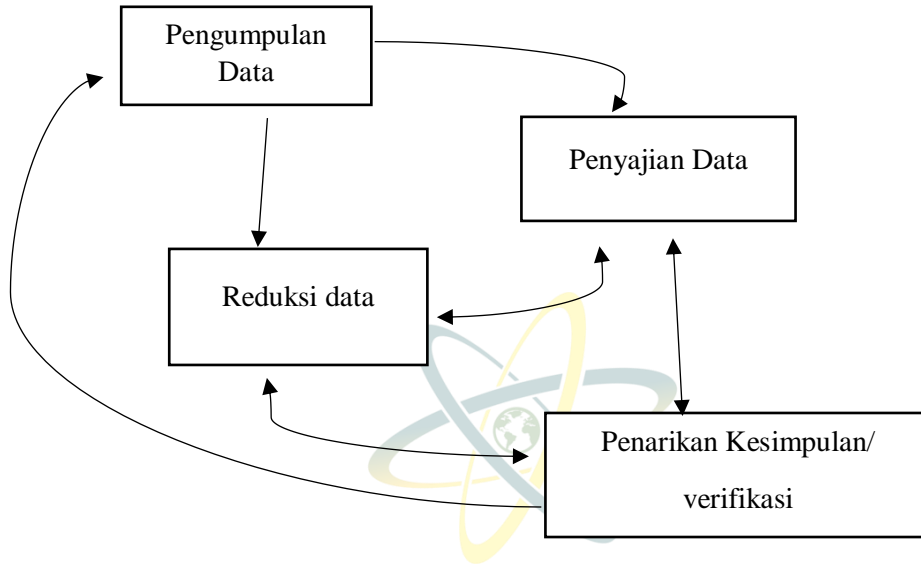 Pengumpulan
Data
Penyajian Data
Reduksi data
Penarikan Kesimpulan/
verifikasi